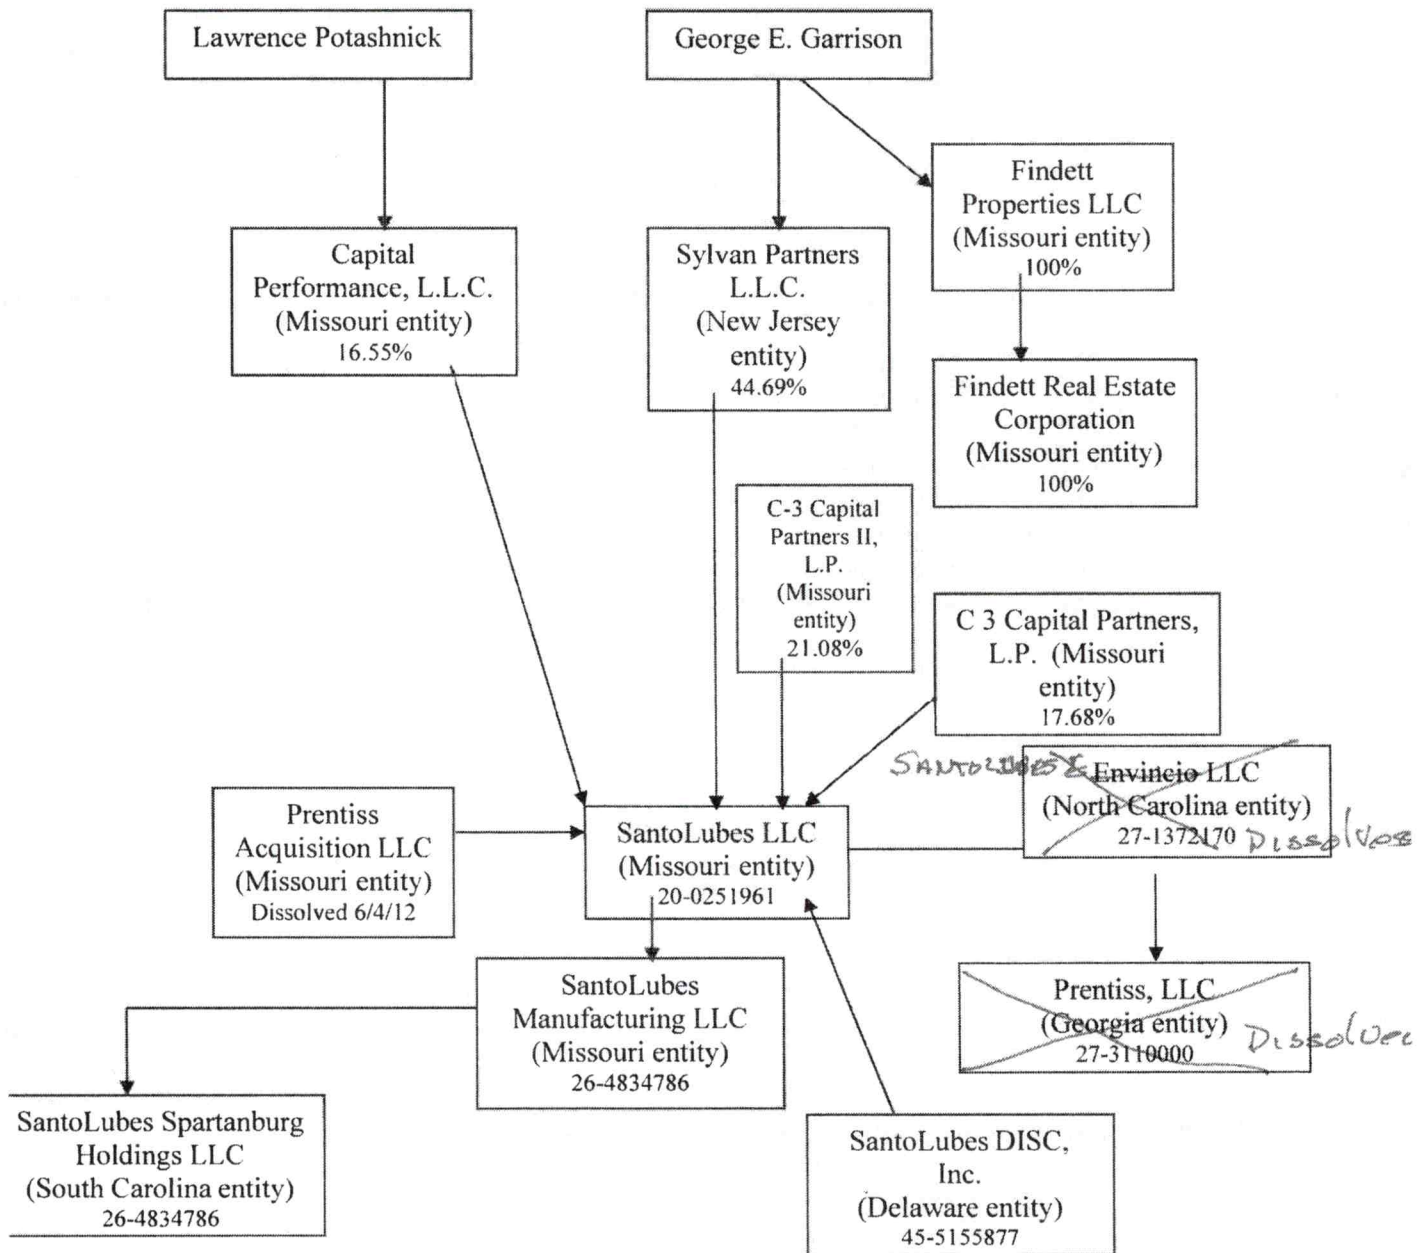 Lawrence Potashnick
George E. Garrison
Findett
Properties LLC
(Missouri entity)
100%
Capital
Performance, L.L.C.
(Missouri entity)
16.55%
Sylvan Partners
L.L.C.
(New Jersey
entity)
44.69%
Findett Real Estate
Corporation
(Missouri entity)
100%
C-3 Capital
Partners II,
L.P.
(Missouri
entity)
21.08%
C 3 Capital Partners,
L.P. (Missouri
entity)
17.68%
Envincio LLC
(North Carolina entity)
27-1372170
Prentiss
Acquisition LLC
(Missouri entity)
Dissolved 6/4/12
SantoLubes LLC
(Missouri entity)
20-0251961
Prentiss, LLC
(Georgia entity)
27-3110000
SantoLubes
Manufacturing LLC
(Missouri entity)
26-4834786
SantoLubes Spartanburg
Holdings LLC
(South Carolina entity)
26-4834786
SantoLubes DISC,
Inc.
(Delaware entity)
45-5155877